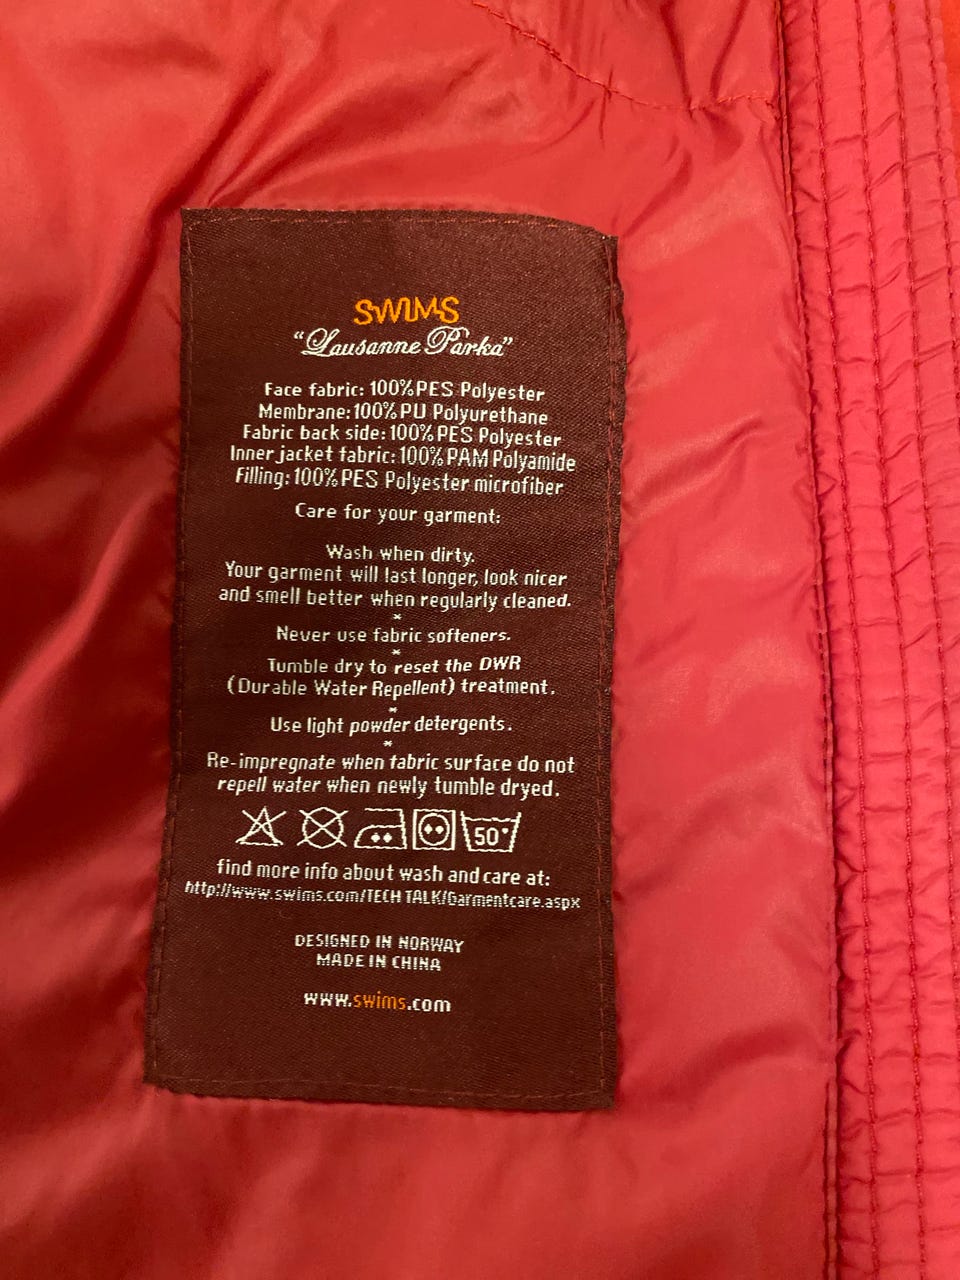 SWIMS
"Lausanne Parka"
Face fabric: 100% PES Polyester
Membrane: 100% PU Polyurethane
Fabric back side: 100% PES Polyester
Inner jacket fabric: 100% PAM Polyamide
Filling: 100% PES Polyester microfiber
Care for your garment:
Wash when dirty.
Your garment will last longer, look nicer
and smell better when regularly cleaned.
*
Never use fabric softeners.
*
Tumble dry to reset the DWR
(Durable Water Repellent) treatment.
*
Use light powder detergents.
*
Re-impregnate when fabric surface do not
repell water when newly tumble dryed.
50°
find more info about wash and care at:
http://www.swims.com/TECH TALK/Garmentcare.aspx
DESIGNED IN NORWAY
MADE IN CHINA
www.swims.com